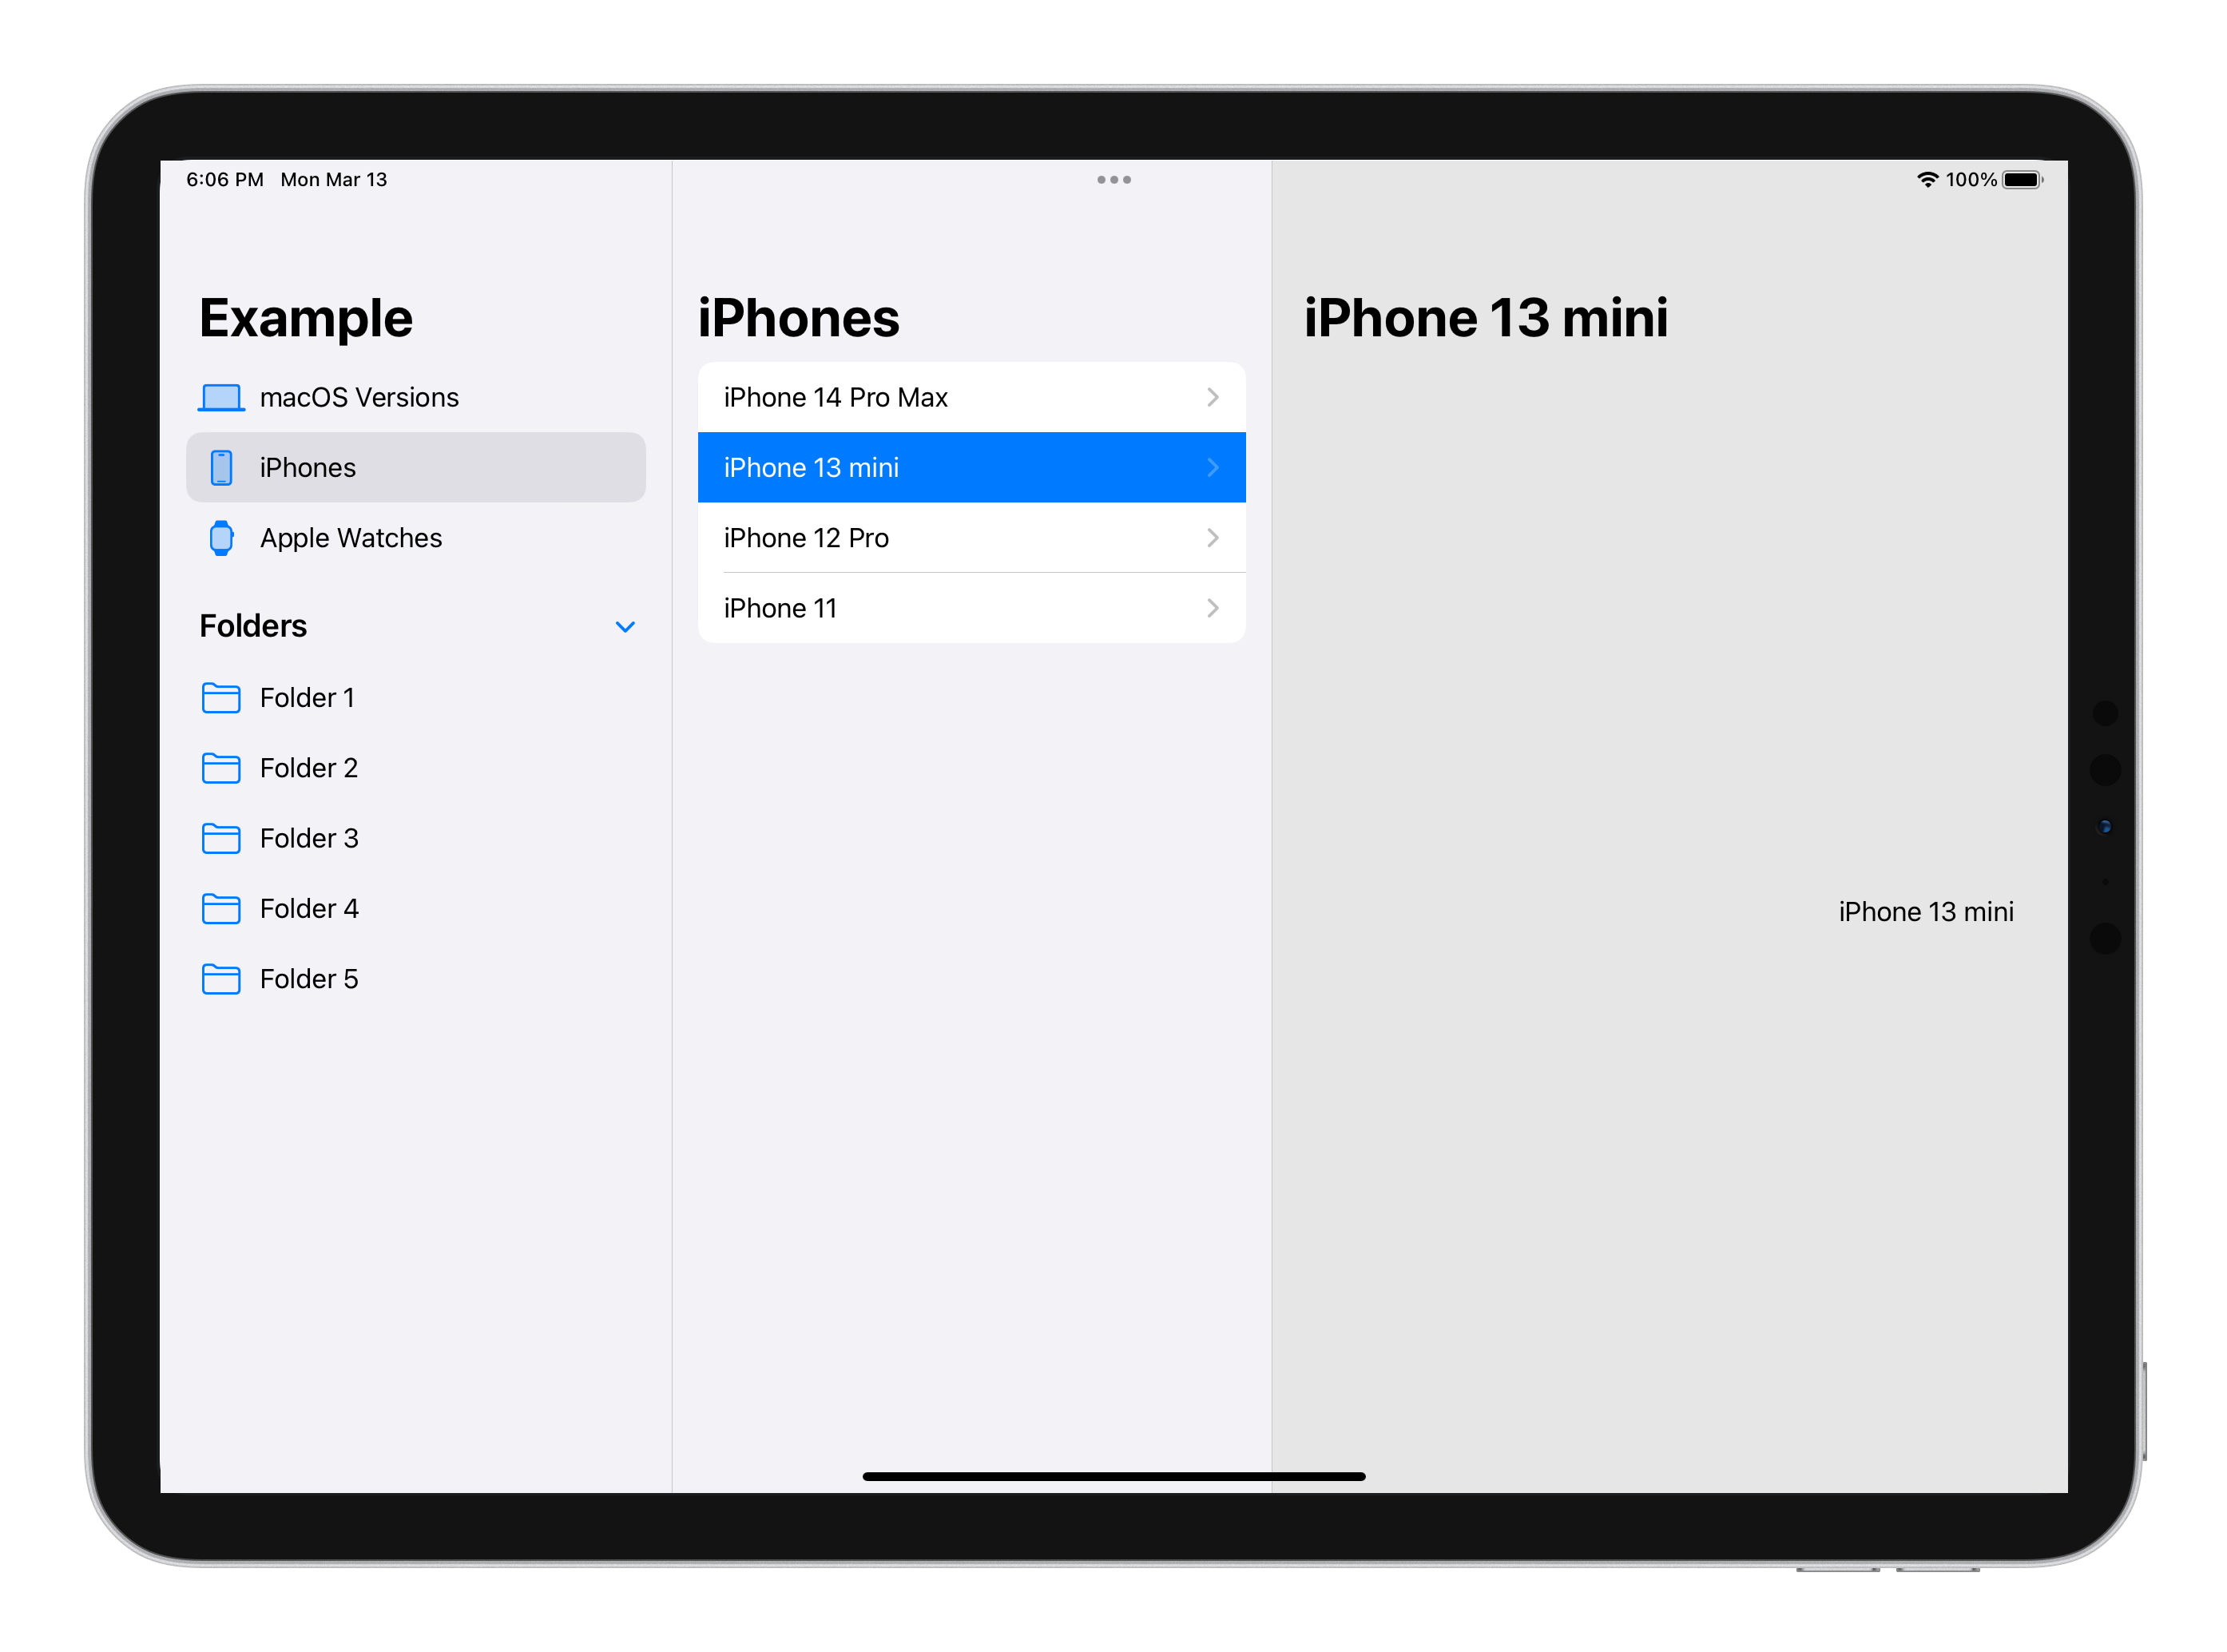 6:06 PM Mon Mar 13
100%
Example
macOS Versions
iPhones
Apple Watches
Folders
Folder 1
Folder 2
Folder 3
Folder 4
Folder 5
iPhones
iPhone 14 Pro Max
iPhone 13 mini
iPhone 12 Pro
iPhone 11
iPhone 13 mini
iPhone 13 mini